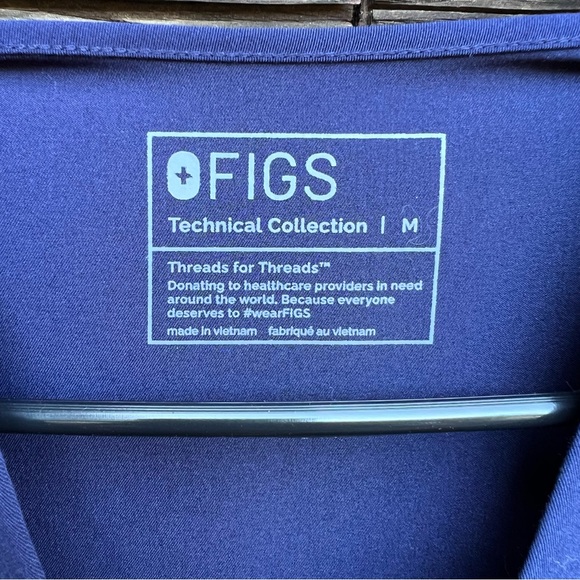 FIGS
Technical Collection | M
Threads for Threads™
Donating to healthcare providers in need
around the world. Because everyone
deserves to #wearFIGS
made in vietnam fabriqué au vietnam